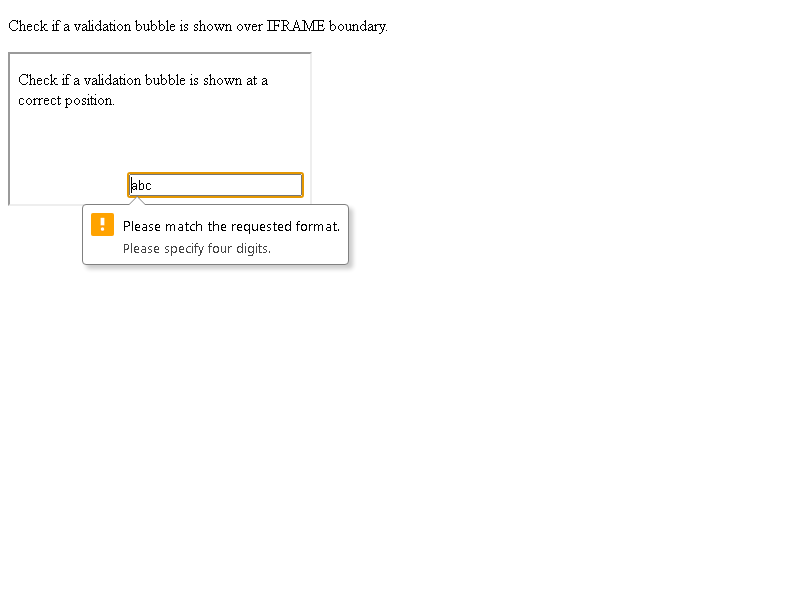 Check if a validation bubble is shown over IFRAME boundary.
Check if a validation bubble is shown at a
correct position.
abc
Please match the requested format.
Please specify four digits.